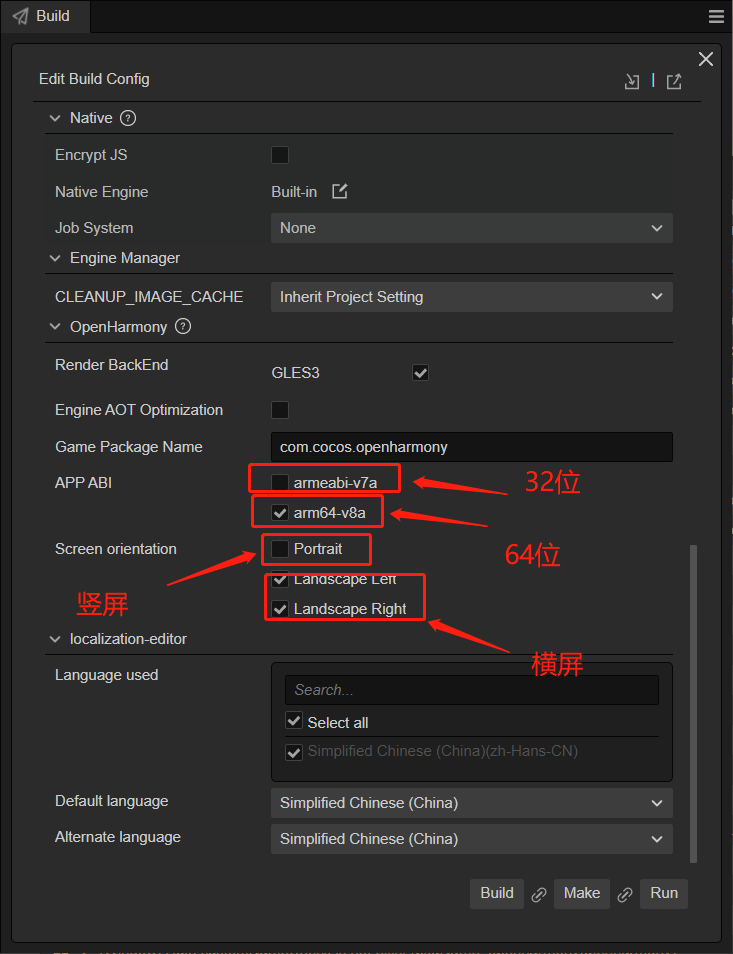 Build
Edit Build Config
Native
Encrypt JS
Native Engine Built-in
Job System None
Engine Manager
CLEANUP_IMAGE_CACHE Inherit Project Setting
OpenHarmony
Render BackEnd GLES3
Engine AOT Optimization
Game Package Name com.cocos.openharmony
APP ABI armeabi-v7a 32位
arm64-v8a
64位
Screen orientation Portrait
Landscape Left
竖屏
Landscape Right
localization-editor
横屏
Language used
Search...
Select all
Simplified Chinese (China)(zh-Hans-CN)
Default language Simplified Chinese (China)
Alternate language Simplified Chinese (China)
Build Make Run